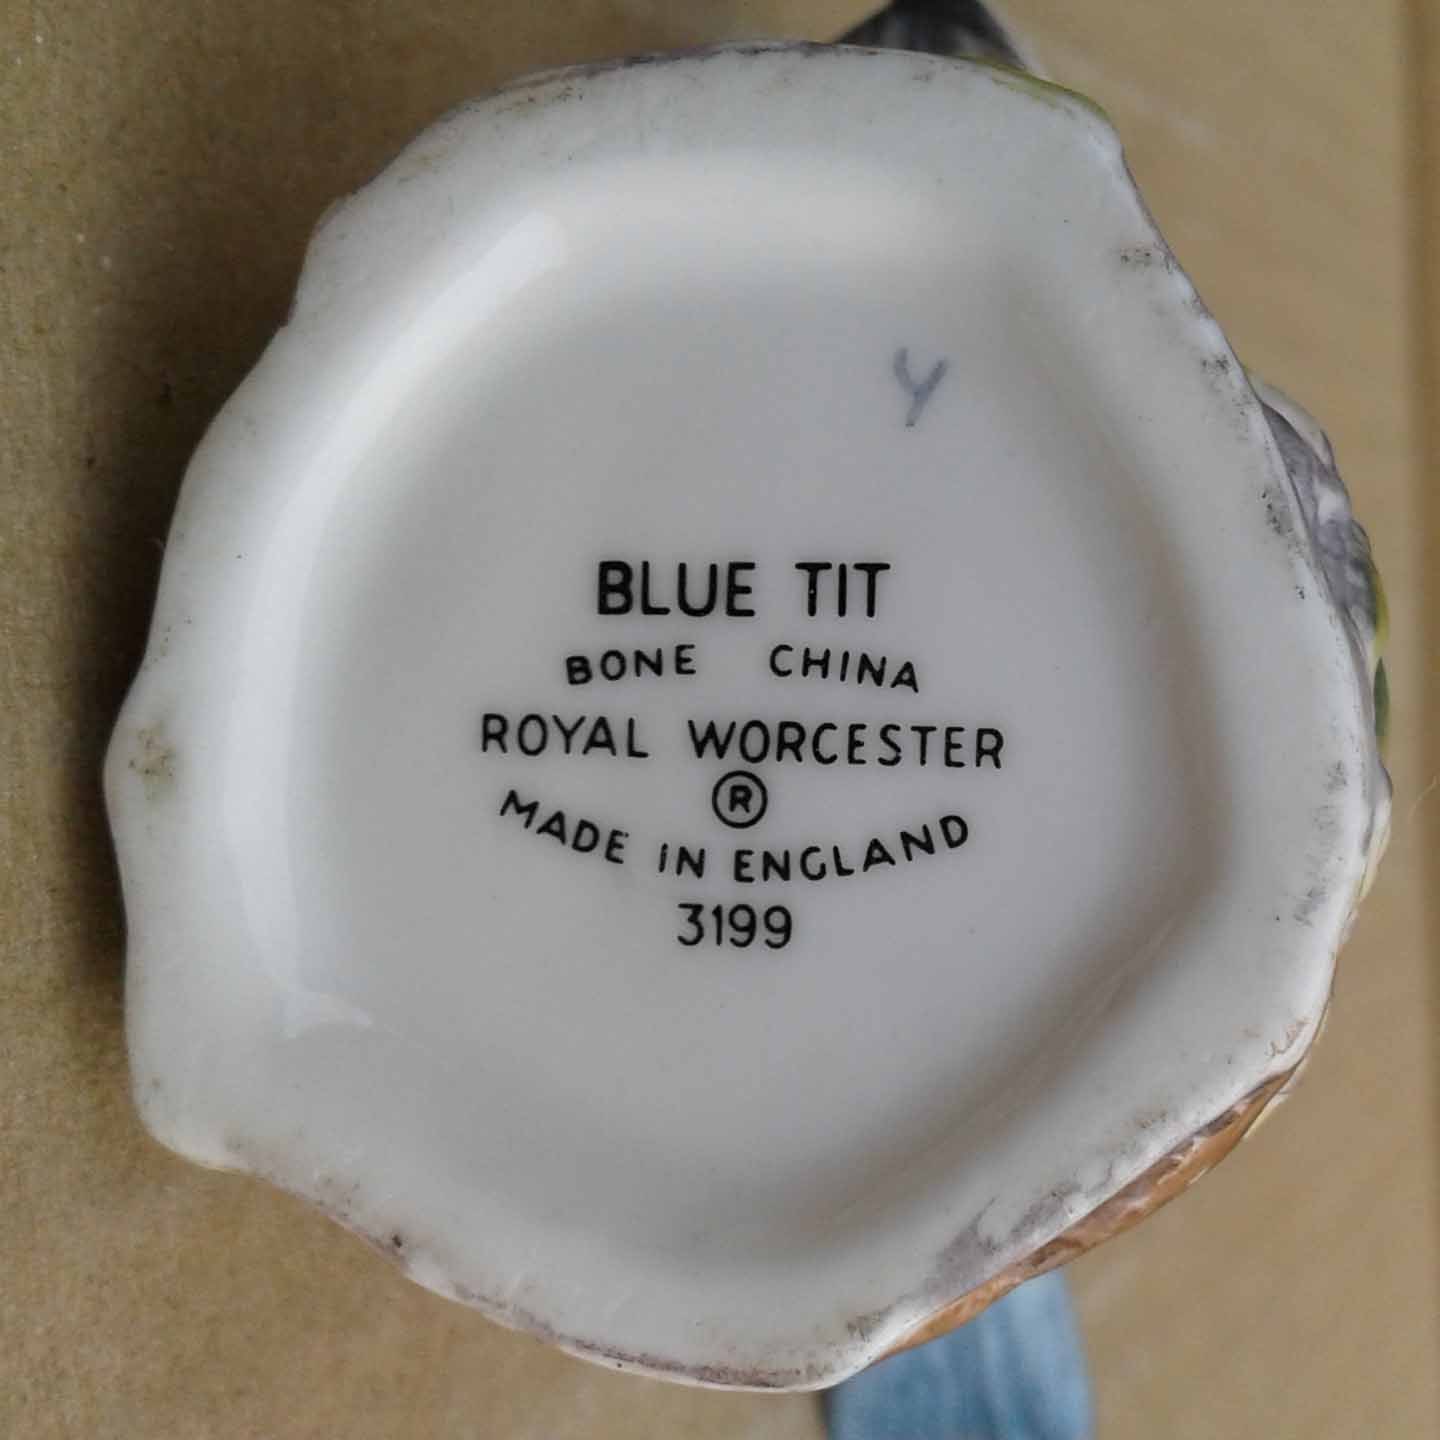 Y
BLUE TIT
BONE CHINA
ROYAL WORCESTER
®
MADE IN ENGLAND
3199